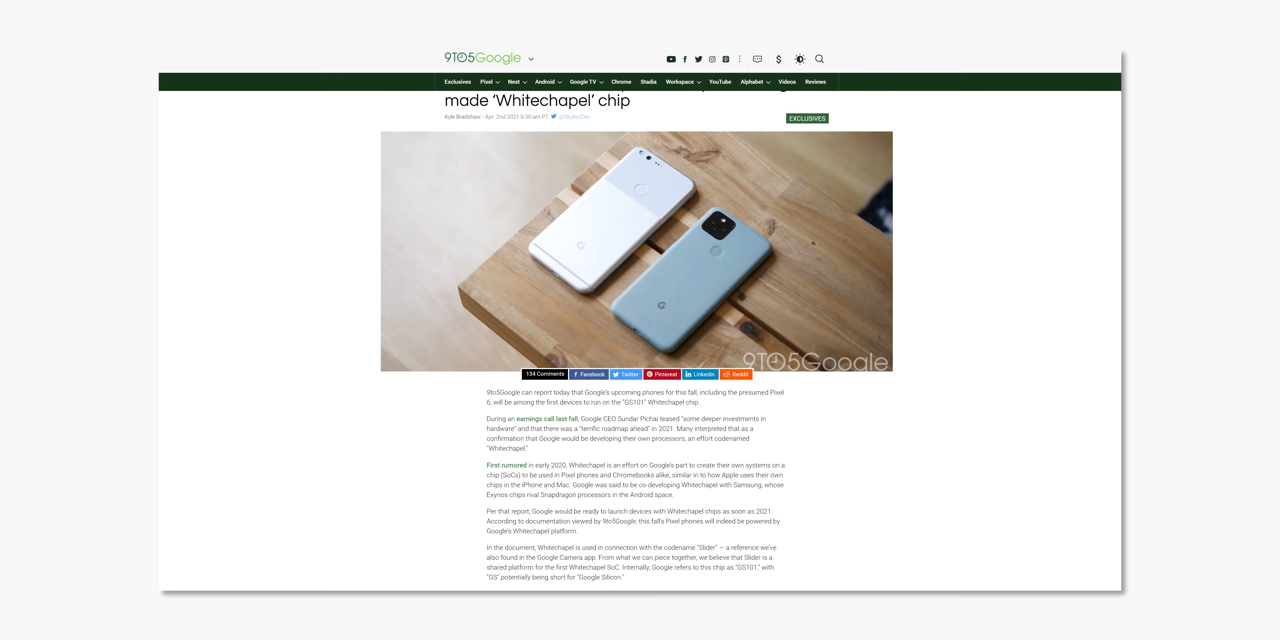 9TO5Google
Exclusives Pixel Nest Android Google TV Chrome Stadia Workspace YouTube Alphabet Videos Reviews
made ‘Whitechapel’ chip
Kyle Bradshaw - Apr. 2nd 2021 8:30 am PT @SkylledDev
EXCLUSIVES
9TO5Google
134 Comments Facebook Twitter Pinterest LinkedIn Reddit
9to5Google can report today that Google's upcoming phones for this fall, including the presumed Pixel
6, will be among the first devices to run on the "GS101" Whitechapel chip.
During an earnings call last fall, Google CEO Sundar Pichai teased "some deeper investments in
hardware" and that there was a "terrific roadmap ahead" in 2021. Many interpreted that as a
confirmation that Google would be developing their own processors, an effort codenamed
"Whitechapel."
First rumored in early 2020, Whitechapel is an effort on Google's part to create their own systems on a
chip (SoCs) to be used in Pixel phones and Chromebooks alike, similar in to how Apple uses their own
chips in the iPhone and Mac. Google was said to be co-developing Whitechapel with Samsung, whose
Exynos chips rival Snapdragon processors in the Android space.
Per that report, Google would be ready to launch devices with Whitechapel chips as soon as 2021.
According to documentation viewed by 9to5Google, this fall's Pixel phones will indeed be powered by
Google's Whitechapel platform.
In the document, Whitechapel is used in connection with the codename "Slider" — a reference we've
also found in the Google Camera app. From what we can piece together, we believe that Slider is a
shared platform for the first Whitechapel SoC. Internally, Google refers to this chip as "GS101," with
"GS" potentially being short for "Google Silicon."